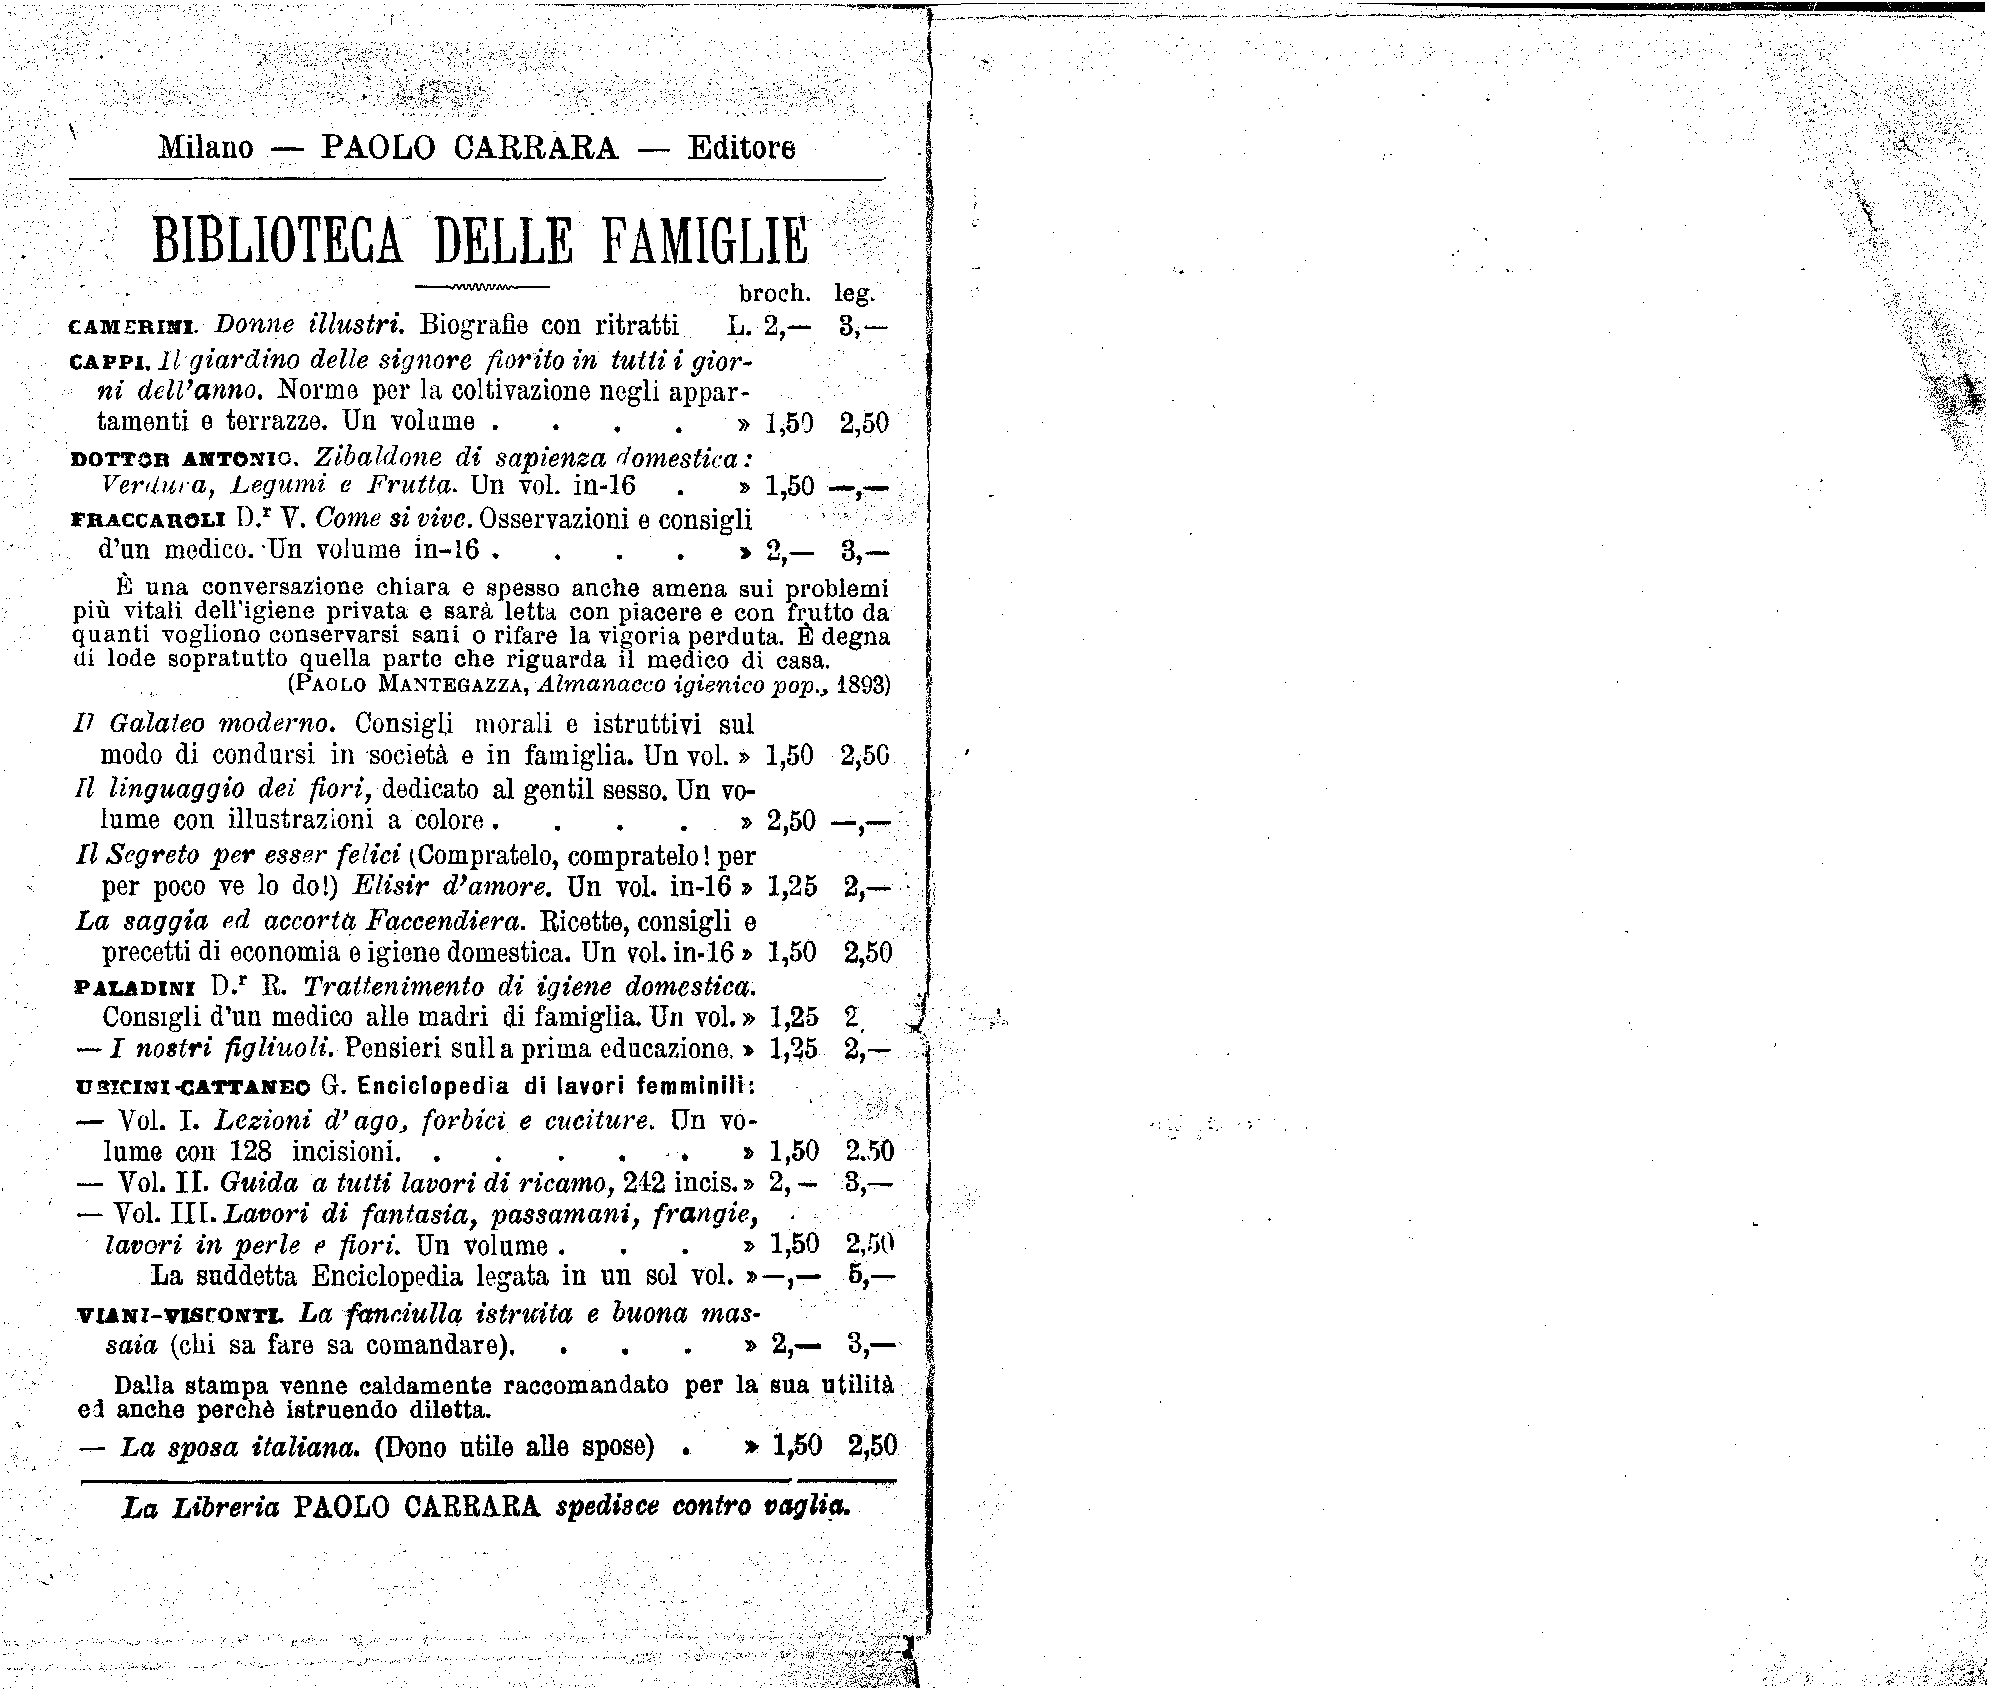 Milano — PAOLO CARRARA — Editore
BIBLIOTECA DELLE FAMIGLIE
broch. leg.
CAMERINI. Donne illustri. Biografie con ritratti L. 2,— 3,—
CAPPI. Il giardino delle signore fiorito in tutti i gior-
ni dell'anno. Norme per la coltivazione negli appar-
tamenti e terrazze. Un volume . . . . » 1,50 2,50
DOTTOR ANTONIO. Zibaldone di sapienza domestica:
Verdura, Legumi e Frutta. Un vol. in-16 . » 1,50 —,—
FRACCAROLI D.r V. Come si vive. Osservazioni e consigli
d'un medico. Un volume in-16 . . . . » 2,— 3,—
È una conversazione chiara e spesso anche amena sui problemi
più vitali dell'igiene privata e sarà letta con piacere e con frutto da
quanti vogliono conservarsi sani o rifare la vigoria perduta. È degna
di lode sopratutto quella parte che riguarda il medico di casa.
(PAOLO MANTEGAZZA, Almanacco igienico pop., 1893)
Il Galateo moderno. Consigli morali e istruttivi sul
modo di condursi in società e in famiglia. Un vol. » 1,50 2,50
Il linguaggio dei fiori, dedicato al gentil sesso. Un vo-
lume con illustrazioni a colore . . . . » 2,50 —,—
Il Segreto per esser felici (Compratelo, compratelo! per
per poco ve lo do!) Elisir d'amore. Un vol. in-16 » 1,25 2,—
La saggia ed accorta Faccendiera. Ricette, consigli e
precetti di economia e igiene domestica. Un vol. in-16 » 1,50 2,50
PALADINI D.r R. Trattenimento di igiene domestica.
Consigli d'un medico alle madri di famiglia. Un vol. » 1,25 2,
— I nostri figliuoli. Pensieri sulla prima educazione. » 1,25 2,—
USICINI-CATTANEO G. Enciclopedia di lavori femminili:
— Vol. I. Lezioni d'ago, forbici e cuciture. Un vo-
lume con 128 incisioni. . . . . . » 1,50 2.50
— Vol. II. Guida a tutti lavori di ricamo, 242 incis. » 2,— 3,—
— Vol. III. Lavori di fantasia, passamani, frangie,
lavori in perle e fiori. Un volume . . . » 1,50 2,50
La suddetta Enciclopedia legata in un sol vol. » —,— 5,—
VIANI-VISCONTI. La fanciulla istruita e buona mas-
saia (chi sa fare sa comandare). . . . » 2,— 3,—
Dalla stampa venne caldamente raccomandato per la sua utilità
ed anche perchè istruendo diletta.
— La sposa italiana. (Dono utile alle spose) . » 1,50 2,50
La Libreria PAOLO CARRARA spedisce contro vaglia.